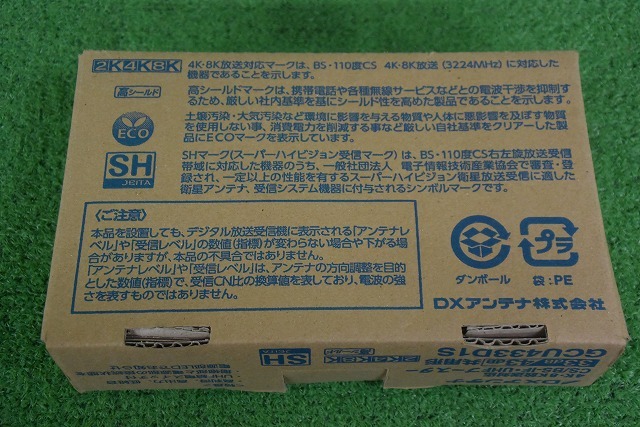 2K4K8K
4K・8K放送対応マークは、BS・110度CS 4K・8K放送(3224MHz)に対応した
機器であることを示します。
高シールド
高シールドマークは、携帯電話や各種無線サービスなどとの電波干渉を抑制す
るため、厳しい社内基準を基にシールド性を高めた製品であることを示します。
ECO
土壌汚染・大気汚染など環境に影響を与える物質や人体に悪影響を及ぼす物質
を使用しない事、消費電力を削減する事など厳しい自社基準をクリアーした製
品にECOマークを表示しています。
SH
JEITA
SHマーク(スーパーハイビジョン受信マーク)は、BS・110度CS右左旋放送受信
帯域に対応した機器のうち、一般社団法人 電子情報技術産業協会で審査・登
録され、一定以上の性能を有するスーパーハイビジョン衛星放送受信に適した
衛星アンテナ、受信システム機器に付与されるシンボルマークです。
〈ご注意〉
本品を設置しても、デジタル放送受信機に表示される「アンテナレ
ベル」や「受信レベル」の数値(指標)が変わらない場合や下がる場
合がありますが、本品の不具合ではありません。
「アンテナレベル」や「受信レベル」は、アンテナの方向調整を目的
とした数値(指標)で、受信CN比の換算値を表しており、電波の強
さを表すものではありません。
ダンボール
プラ
袋:PE
DXアンテナ株式会社
SH
JEITA
高シールド
2K4K8K
DXアンテナ
GCU433D1S